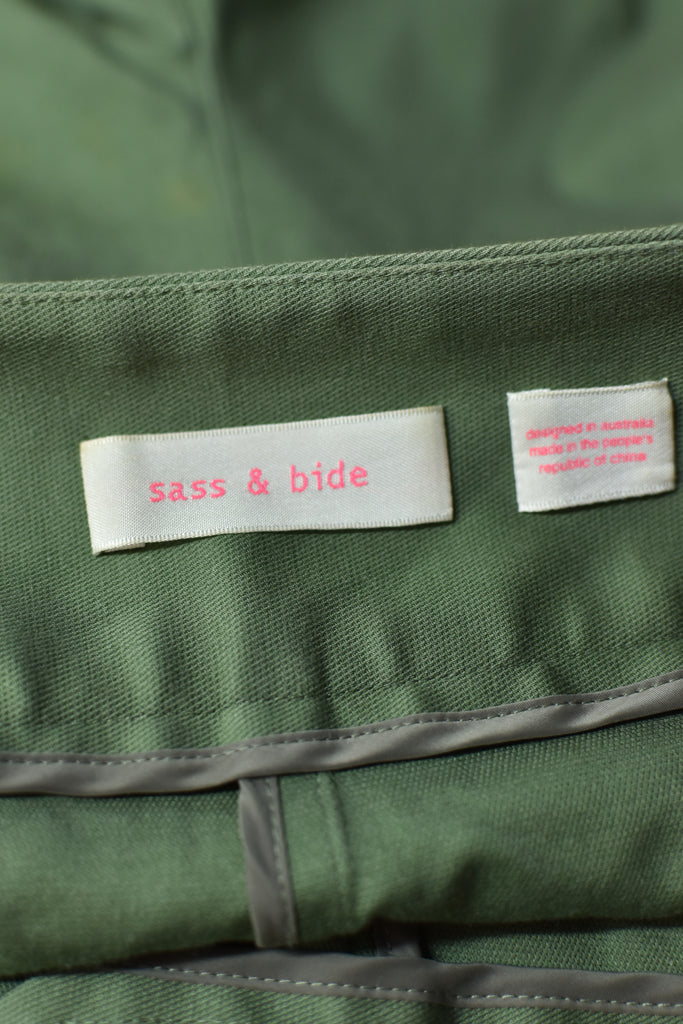 sass & bide
designed in australia
made in the people's
republic of china